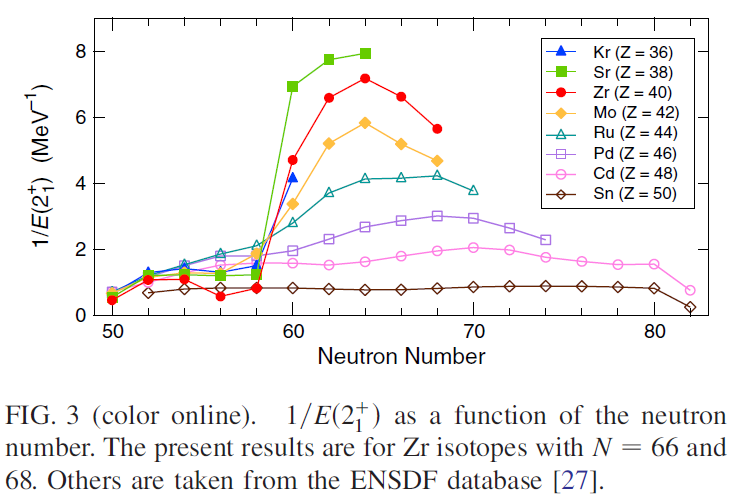 8
6
4
2
0
1/E(2⁺₁) (MeV⁻¹)
Kr (Z = 36)
Sr (Z = 38)
Zr (Z = 40)
Mo (Z = 42)
Ru (Z = 44)
Pd (Z = 46)
Cd (Z = 48)
Sn (Z = 50)
50 60 70 80
Neutron Number
FIG. 3 (color online). 1/E(2⁺₁) as a function of the neutron
number. The present results are for Zr isotopes with N = 66 and
68. Others are taken from the ENSDF database [27].